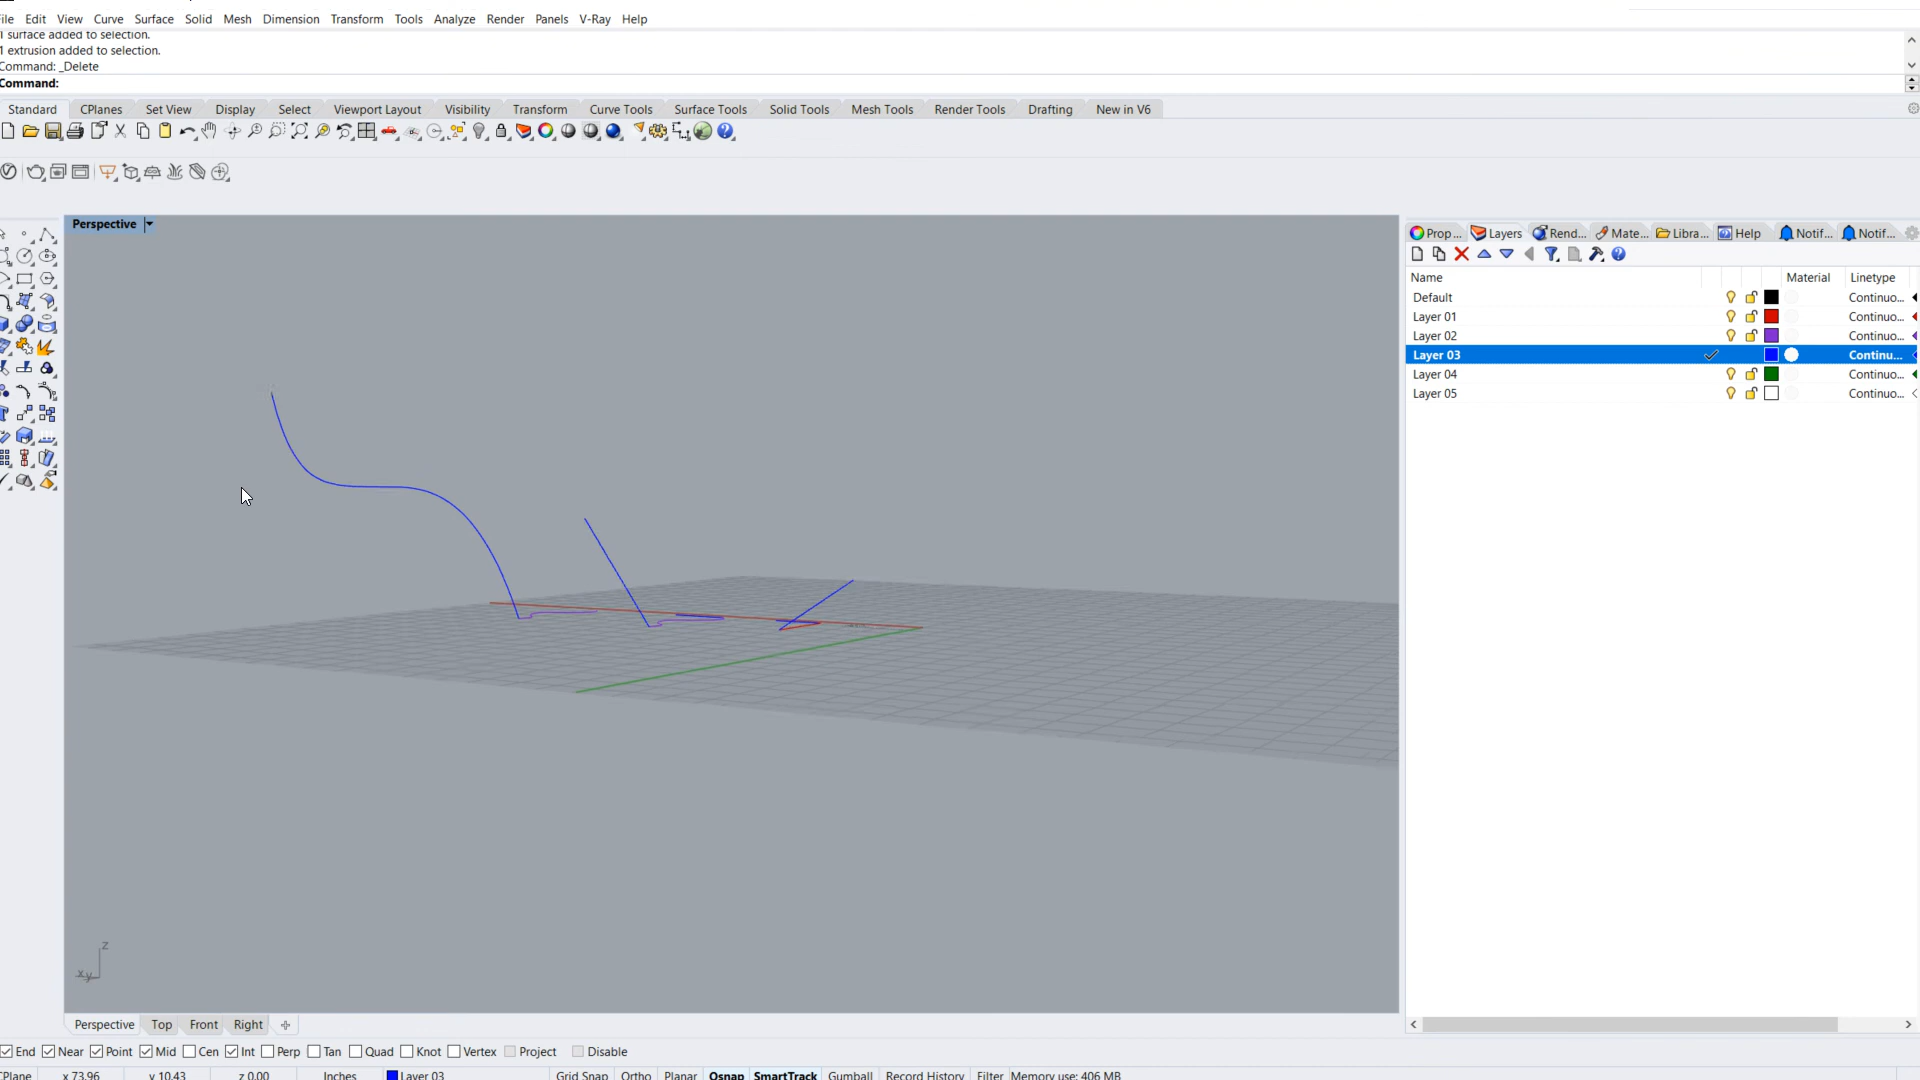 File Edit View Curve Surface Solid Mesh Dimension Transform Tools Analyze Render Panels V-Ray Help
1 surface added to selection.
1 extrusion added to selection.
Command: _Delete
Command:
Standard CPlanes Set View Display Select Viewport Layout Visibility Transform Curve Tools Surface Tools Solid Tools Mesh Tools Render Tools Drafting New in V6
Perspective
Prop... Layers Rend... Mate... Libra... Help Notif... Notif...
Name Material Linetype
Default Continuo...
Layer 01 Continuo...
Layer 02 Continuo...
Layer 03 Continu...
Layer 04 Continuo...
Layer 05 Continuo...
z
x y
Perspective Top Front Right
End Near Point Mid Cen Int Perp Tan Quad Knot Vertex Project Disable
CPlane x 73.96 y 10.43 z 0.00 Inches Layer 03 Grid Snap Ortho Planar Osnap SmartTrack Gumball Record History Filter Memory use: 406 MB